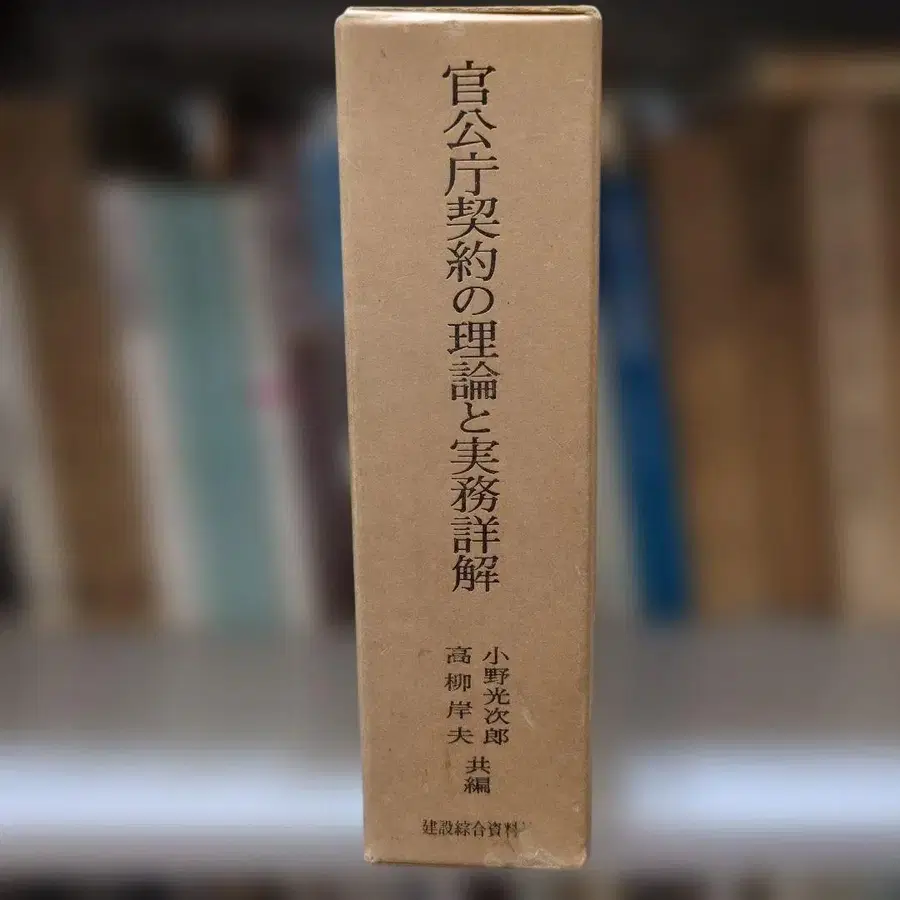 官公庁契約の理論と実務詳解
小野光次郎
高柳岸夫
共編
建設綜合資料